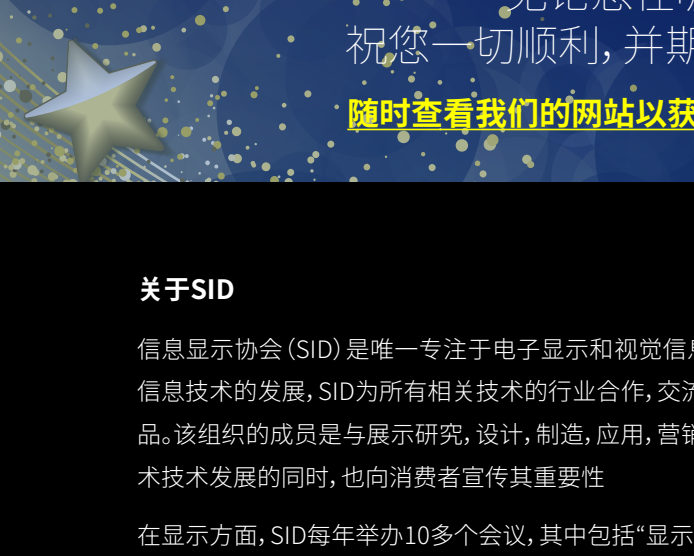 祝您一切顺利，并期
随时查看我们的网站以获
关于SID
信息显示协会（SID）是唯一专注于电子显示和视觉信息
信息技术的发展，SID为所有相关技术的行业合作，交流
品。该组织的成员是与展示研究，设计，制造，应用，营销
术技术发展的同时，也向消费者宣传其重要性
在显示方面，SID每年举办10多个会议，其中包括“显示